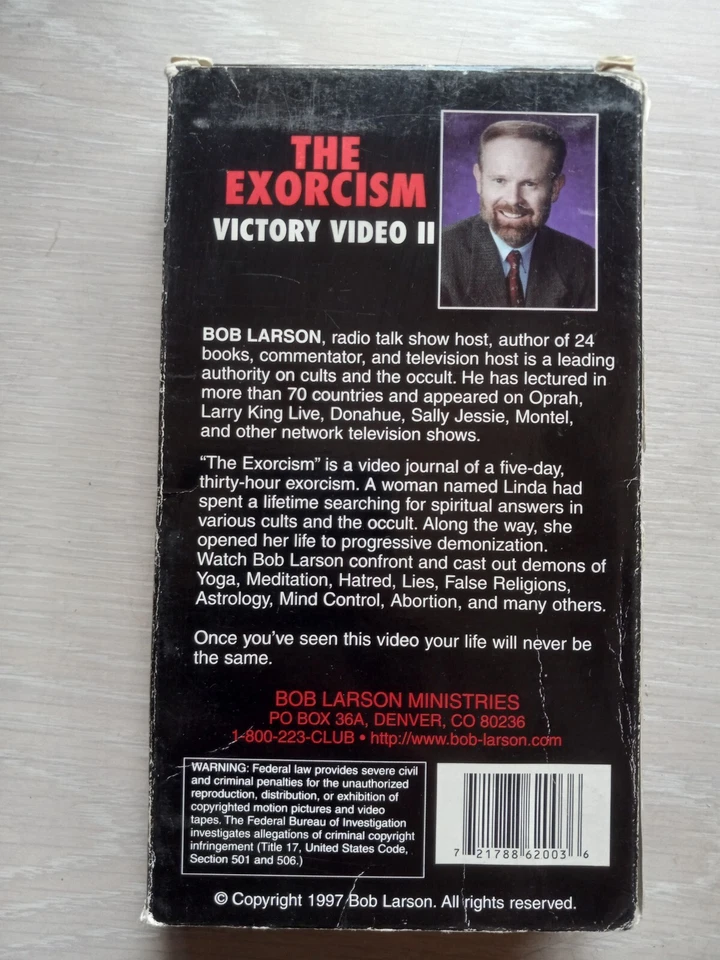 THE
EXORCISM
VICTORY VIDEO II
BOB LARSON, radio talk show host, author of 24
books, commentator, and television host is a leading
authority on cults and the occult. He has lectured in
more than 70 countries and appeared on Oprah,
Larry King Live, Donahue, Sally Jessie, Montel,
and other network television shows.
“The Exorcism” is a video journal of a five-day,
thirty-hour exorcism. A woman named Linda had
spent a lifetime searching for spiritual answers in
various cults and the occult. Along the way, she
opened her life to progressive demonization.
Watch Bob Larson confront and cast out demons of
Yoga, Meditation, Hatred, Lies, False Religions,
Astrology, Mind Control, Abortion, and many others.
Once you’ve seen this video your life will never be
the same.
BOB LARSON MINISTRIES
PO BOX 36A, DENVER, CO 80236
1-800-223-CLUB • http://www.bob-larson.com
WARNING: Federal law provides severe civil
and criminal penalties for the unauthorized
reproduction, distribution, or exhibition of
copyrighted motion pictures and video
tapes. The Federal Bureau of Investigation
investigates allegations of criminal copyright
infringement (Title 17, United States Code,
Section 501 and 506.)
7 21788 62003 6
© Copyright 1997 Bob Larson. All rights reserved.